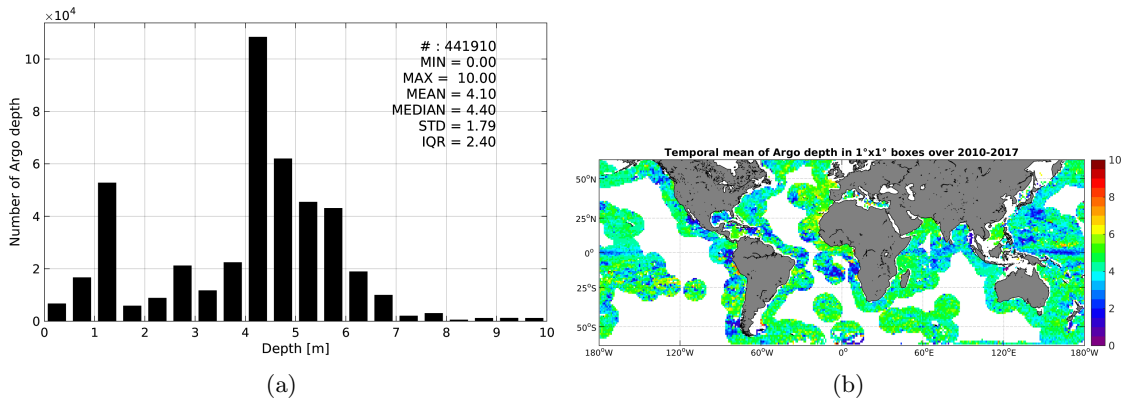 ×10⁴
# : 441910
MIN = 0.00
MAX = 10.00
MEAN = 4.10
MEDIAN = 4.40
STD = 1.79
IQR = 2.40
Number of Argo depth
10
8
6
4
2
0
0 1 2 3 4 5 6 7 8 9 10
Depth [m]
(a)
Temporal mean of Argo depth in 1°x1° boxes over 2010-2017
50°N
25°N
0°
25°S
50°S
180°W 120°W 60°W 0° 60°E 120°E 180°W
10
8
6
4
2
0
(b)